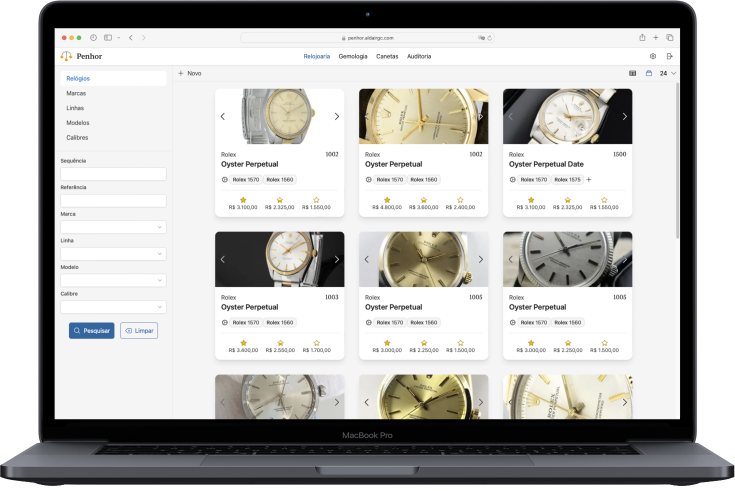 penhor.aldairgc.com
Penhor
Relojoaria Gemologia Canetas Auditoria
Relógios
Marcas
Linhas
Modelos
Calibres
Sequência
Referência
Marca
Linha
Modelo
Calibre
Pesquisar Limpar
+ Novo
24
Rolex 1002
Oyster Perpetual
Rolex 1570 Rolex 1560
R$ 3.100,00 R$ 2.325,00 R$ 1.550,00
Rolex 1002
Oyster Perpetual
Rolex 1570 Rolex 1560
R$ 4.800,00 R$ 3.600,00 R$ 2.400,00
Rolex 1500
Oyster Perpetual Date
Rolex 1570 Rolex 1575 +
R$ 3.100,00 R$ 2.325,00 R$ 1.550,00
Rolex 1003
Oyster Perpetual
Rolex 1570 Rolex 1560
R$ 3.400,00 R$ 2.550,00 R$ 1.700,00
Rolex 1005
Oyster Perpetual
Rolex 1570 Rolex 1560
R$ 3.000,00 R$ 2.250,00 R$ 1.500,00
Rolex 1005
Oyster Perpetual
Rolex 1570 Rolex 1560
R$ 3.000,00 R$ 2.250,00 R$ 1.500,00
MacBook Pro